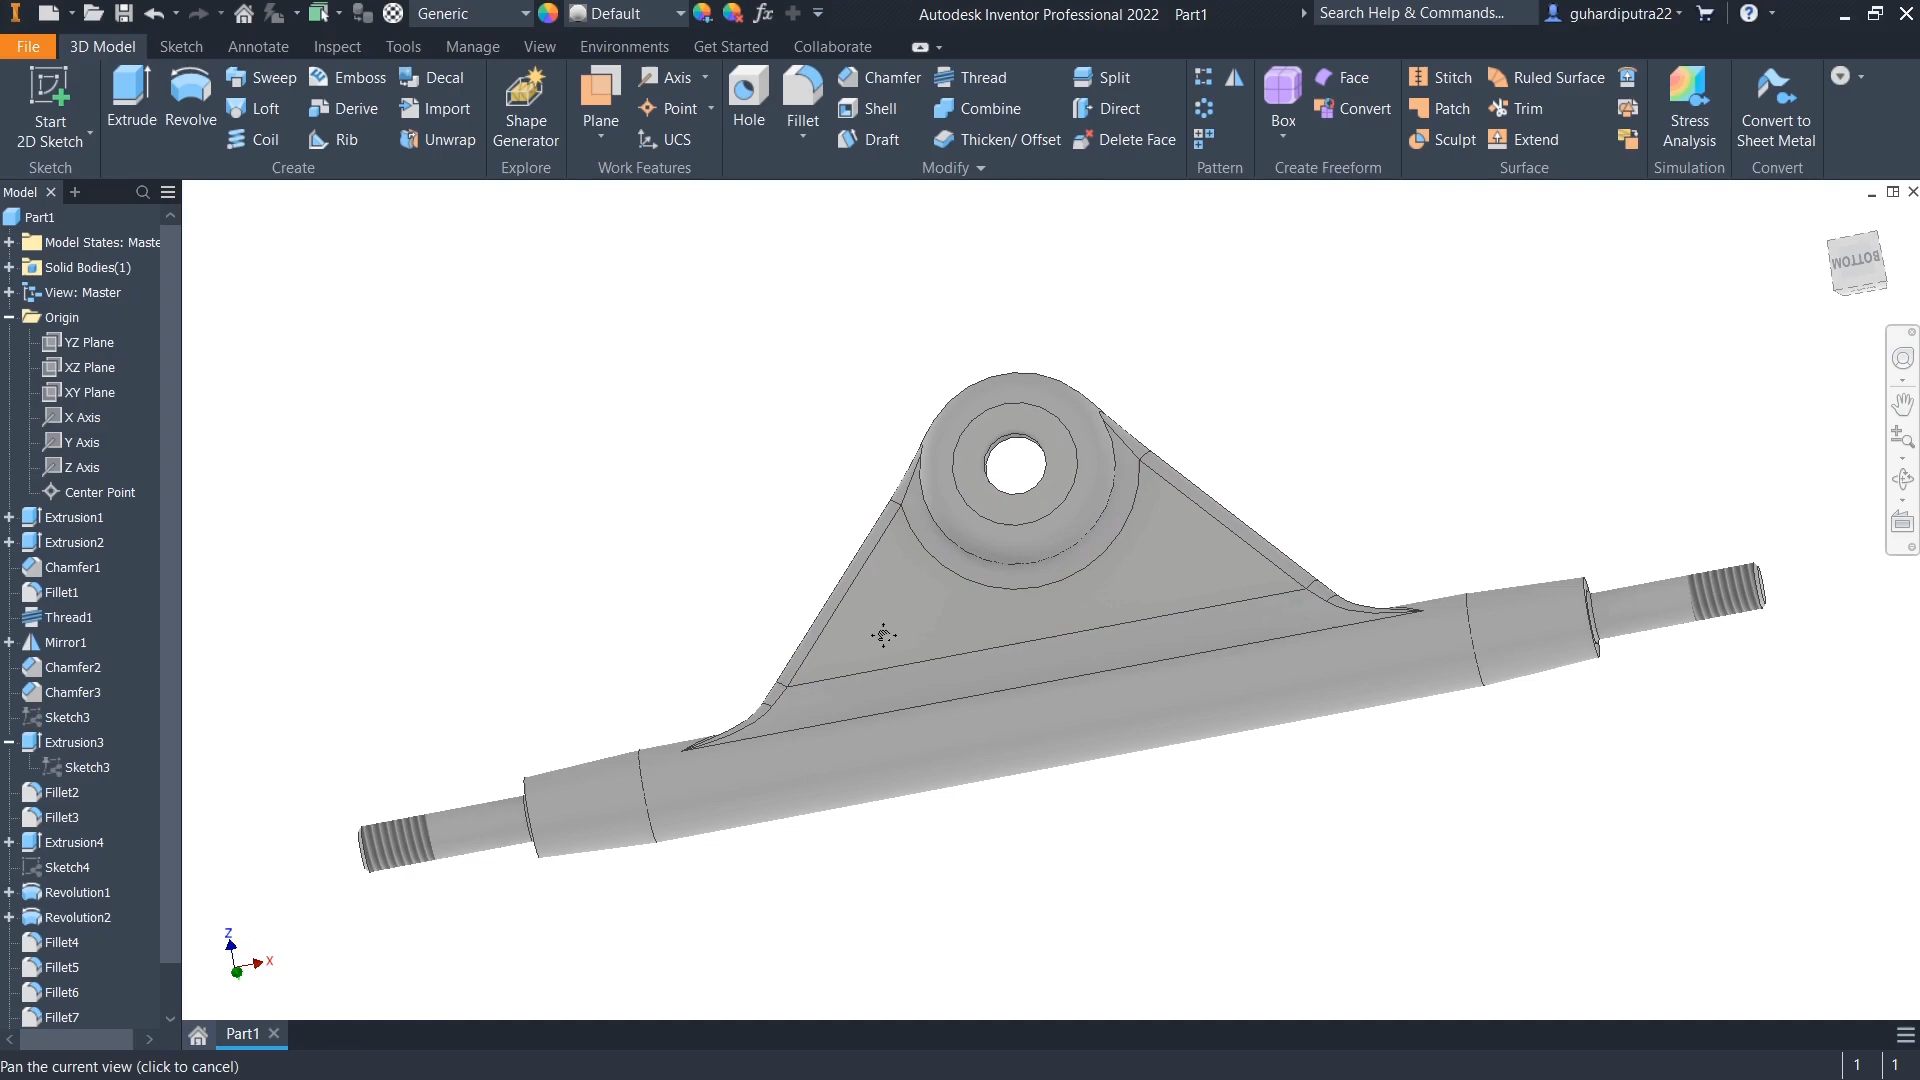 Generic Default fx Autodesk Inventor Professional 2022 Part1 Search Help & Commands... guhardiputra22 ?
File 3D Model Sketch Annotate Inspect Tools Manage View Environments Get Started Collaborate
Start
2D Sketch
Sketch
Extrude Revolve
Sweep Emboss Decal
Loft Derive Import
Coil Rib Unwrap
Create
Shape
Generator
Explore
Plane
Axis
Point
UCS
Work Features
Hole Fillet
Chamfer Thread Split
Shell Combine Direct
Draft Thicken/ Offset Delete Face
Modify
Pattern
Box
Face
Convert
Create Freeform
Stitch Ruled Surface
Patch Trim
Sculpt Extend
Surface
Stress
Analysis
Simulation
Convert to
Sheet Metal
Convert
Model
Part1
Model States: Maste
Solid Bodies(1)
View: Master
Origin
YZ Plane
XZ Plane
XY Plane
X Axis
Y Axis
Z Axis
Center Point
Extrusion1
Extrusion2
Chamfer1
Fillet1
Thread1
Mirror1
Chamfer2
Chamfer3
Sketch3
Extrusion3
Sketch3
Fillet2
Fillet3
Extrusion4
Sketch4
Revolution1
Revolution2
Fillet4
Fillet5
Fillet6
Fillet7
BOTTOM
Z
X
Part1
Pan the current view (click to cancel) 1 1